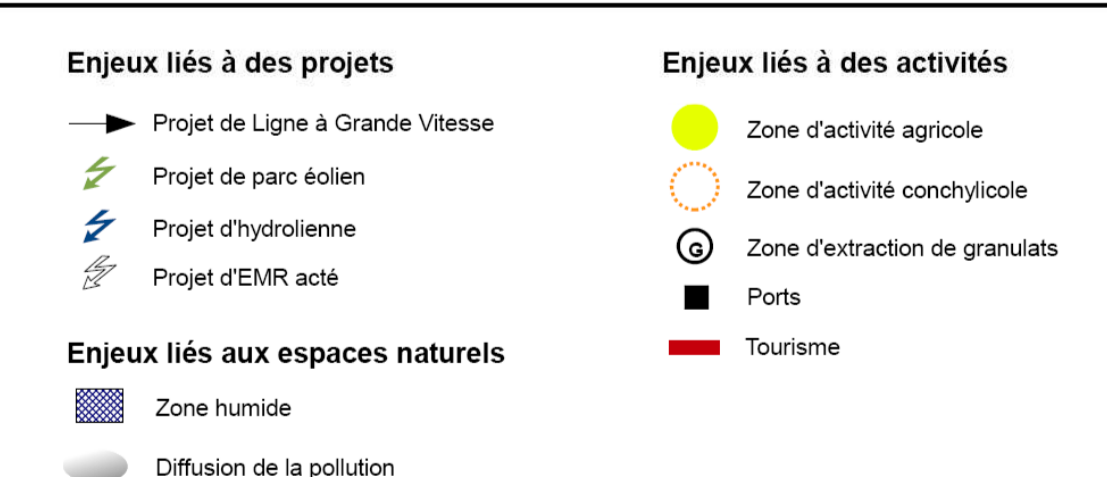 Enjeux liés à des projets
Projet de Ligne à Grande Vitesse
Projet de parc éolien
Projet d'hydrolienne
Projet d'EMR acté
Enjeux liés aux espaces naturels
Zone humide
Diffusion de la pollution
Enjeux liés à des activités
Zone d'activité agricole
Zone d'activité conchylicole
G
Zone d'extraction de granulats
Ports
Tourisme